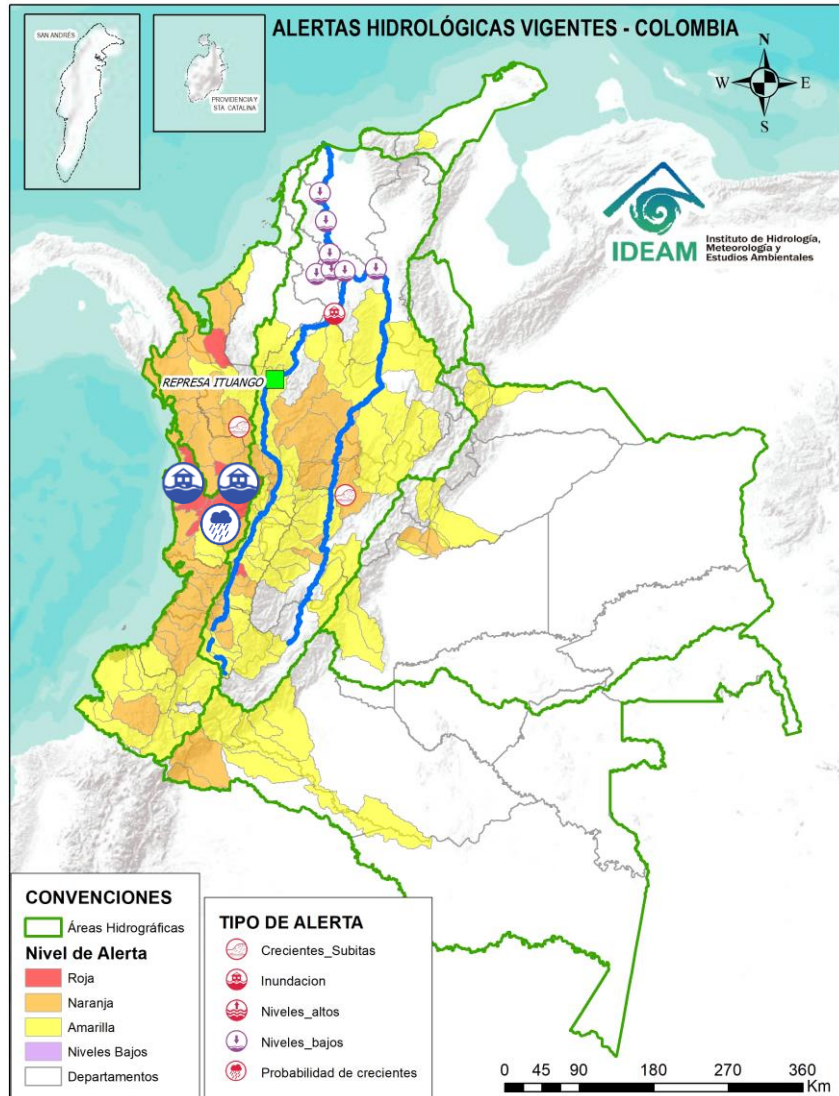 ALERTAS HIDROLÓGICAS VIGENTES - COLOMBIA
SAN ANDRÉS
PROVIDENCIA Y
STA. CATALINA
N
W
E
S
IDEAM
Instituto de Hidrología,
Meteorología y
Estudios Ambientales
REPRESA ITUANGO
CONVENCIONES
Áreas Hidrográficas
Nivel de Alerta
Roja
Naranja
Amarilla
Niveles Bajos
Departamentos
TIPO DE ALERTA
Crecientes_Subitas
Inundacion
Niveles_altos
Niveles_bajos
Probabilidad de crecientes
0 45 90 180 270 360
Km